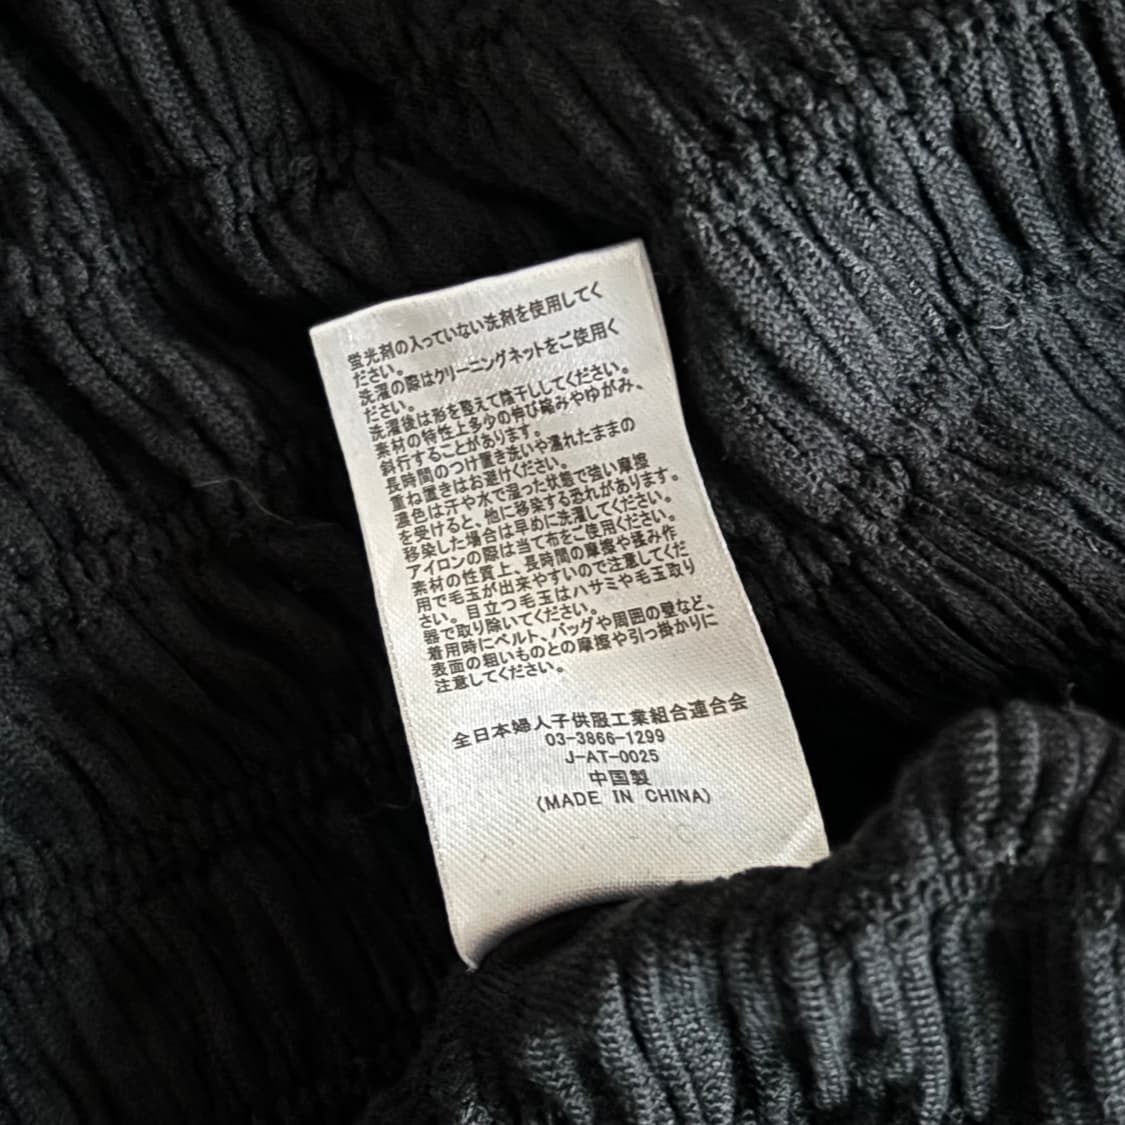 蛍光剤の入っていない洗剤を使用してく
ださい。
洗濯の際はクリーニングネットをご使用く
ださい。
洗濯後は形を整えて陰干ししてください。
素材の特性上多少の伸び縮みやゆがみ、
斜行することがあります。
長時間のつけ置き洗いや濡れたままの
重ね置きはお避けください。
濃色は汗や水で湿った状態で強い摩擦
を受けると、他に移染する恐れがあります。
移染した場合は早めに洗濯してください。
アイロンの際は当て布をご使用ください。
素材の性質上、長時間の摩擦や揉み作
用で毛玉が出来やすいので注意してくだ
さい。目立つ毛玉はハサミや毛玉取り
器で取り除いてください。
着用時にベルト、バッグや周囲の壁など、
表面の粗いものとの摩擦や引っ掛かりに
注意してください。
全日本婦人子供服工業組合連合会
03-3866-1299
J-AT-0025
中国製
(MADE IN CHINA)